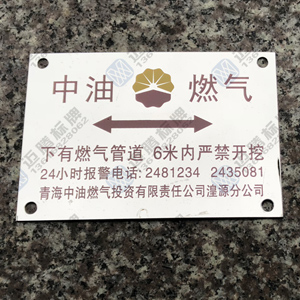 中油 燃气
下有燃气管道 6米内严禁开挖
24小时报警电话: 2481234 2435081
青海中油燃气投资有限责任公司湟源分公司